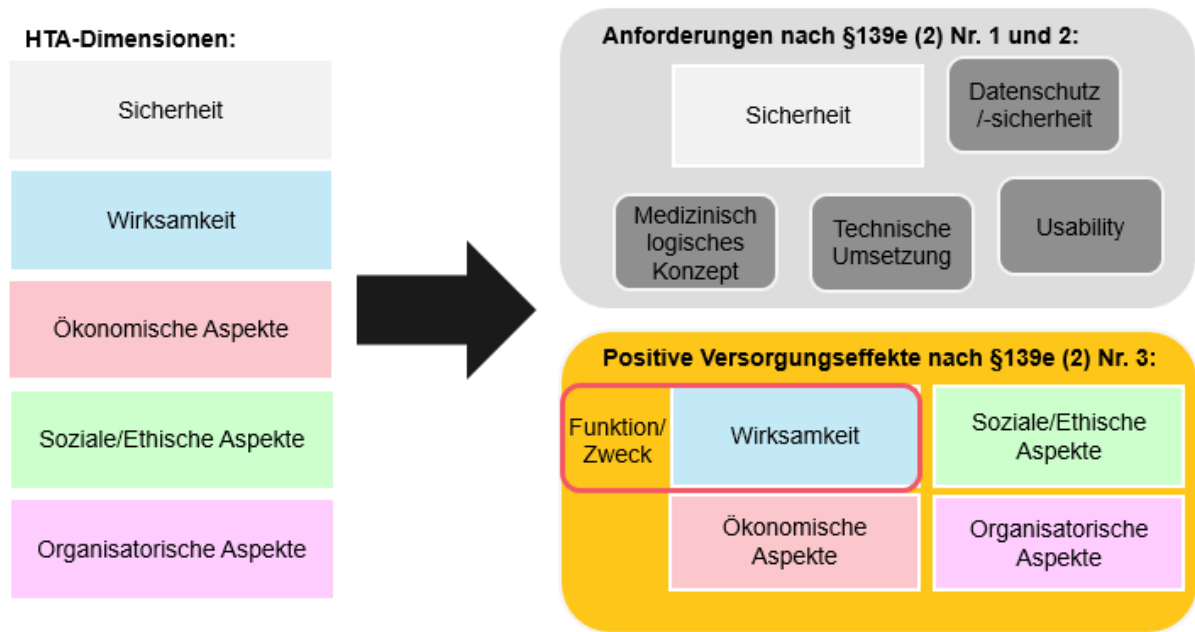 HTA-Dimensionen:
Sicherheit
Wirksamkeit
Ökonomische Aspekte
Soziale/Ethische Aspekte
Organisatorische Aspekte
Anforderungen nach §139e (2) Nr. 1 und 2:
Sicherheit
Datenschutz
/-sicherheit
Medizinisch
logisches
Konzept
Technische
Umsetzung
Usability
Positive Versorgungseffekte nach §139e (2) Nr. 3:
Funktion/
Zweck
Wirksamkeit
Soziale/Ethische
Aspekte
Ökonomische
Aspekte
Organisatorische
Aspekte